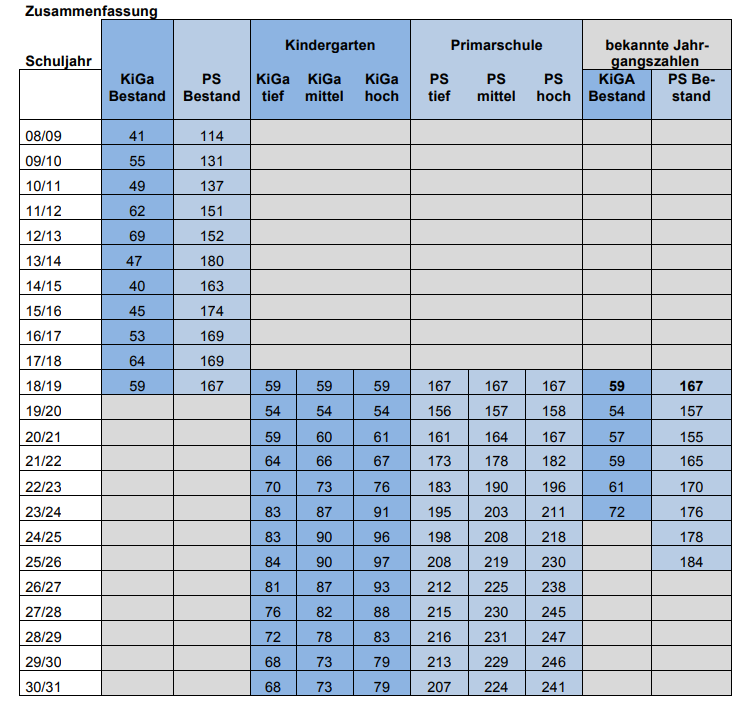 Zusammenfassung
Schuljahr KiGa Bestand PS Bestand Kindergarten Primarschule bekannte Jahr-gangszahlen
KiGa tief KiGa mittel KiGa hoch PS tief PS mittel PS hoch KiGA Bestand PS Be-stand
08/09 41 114
09/10 55 131
10/11 49 137
11/12 62 151
12/13 69 152
13/14 47 180
14/15 40 163
15/16 45 174
16/17 53 169
17/18 64 169
18/19 59 167 59 59 59 167 167 167 59 167
19/20 54 54 54 156 157 158 54 157
20/21 59 60 61 161 164 167 57 155
21/22 64 66 67 173 178 182 59 165
22/23 70 73 76 183 190 196 61 170
23/24 83 87 91 195 203 211 72 176
24/25 83 90 96 198 208 218 178
25/26 84 90 97 208 219 230 184
26/27 81 87 93 212 225 238
27/28 76 82 88 215 230 245
28/29 72 78 83 216 231 247
29/30 68 73 79 213 229 246
30/31 68 73 79 207 224 241